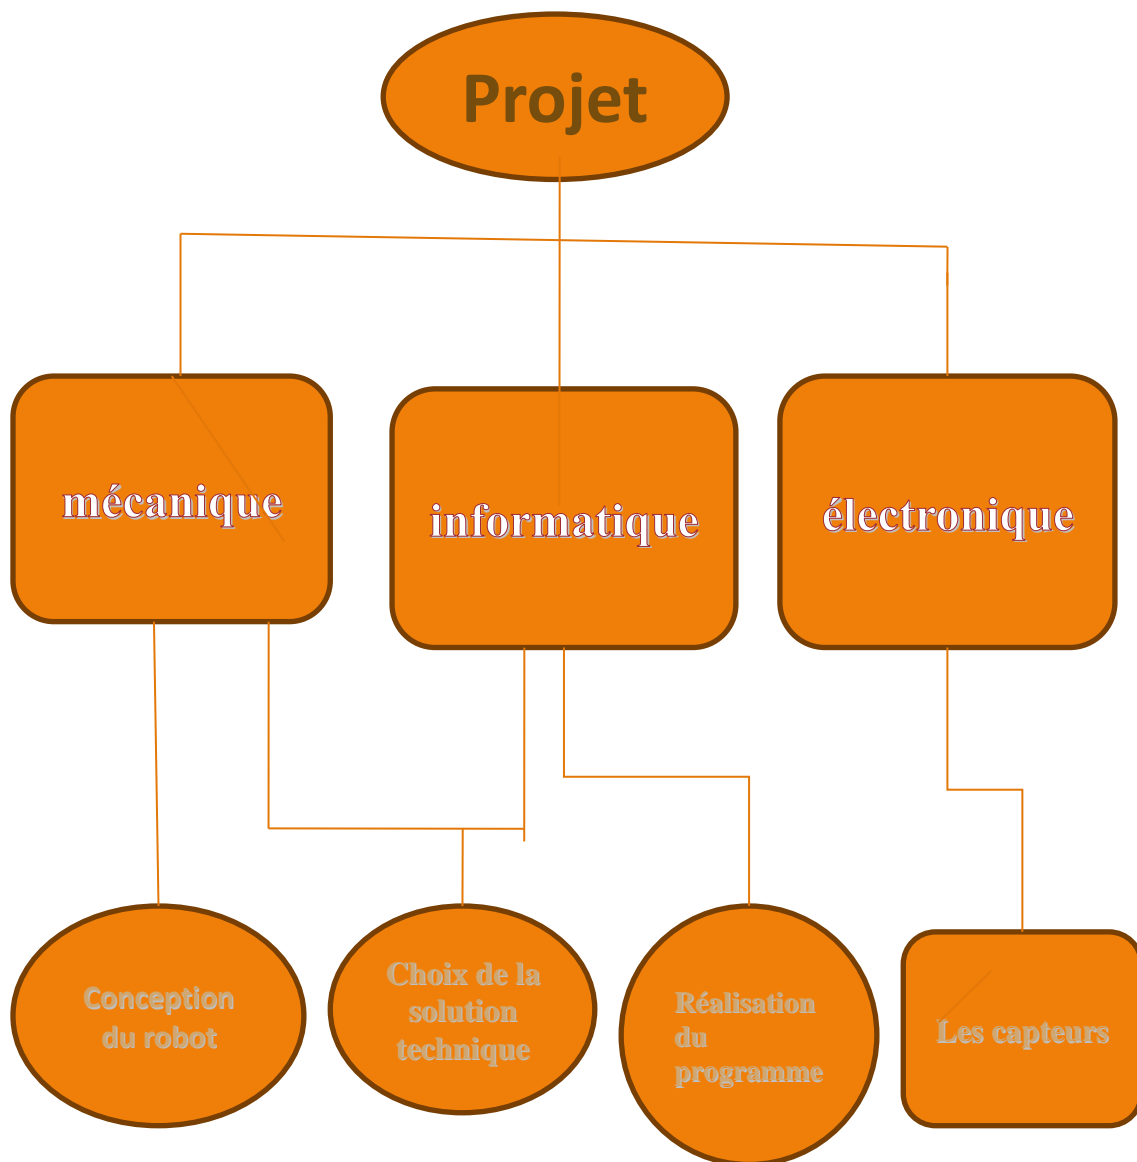 Projet
mécanique
informatique
électronique
Conception
du robot
Choix de la
solution
technique
Réalisation
du
programme
Les capteurs